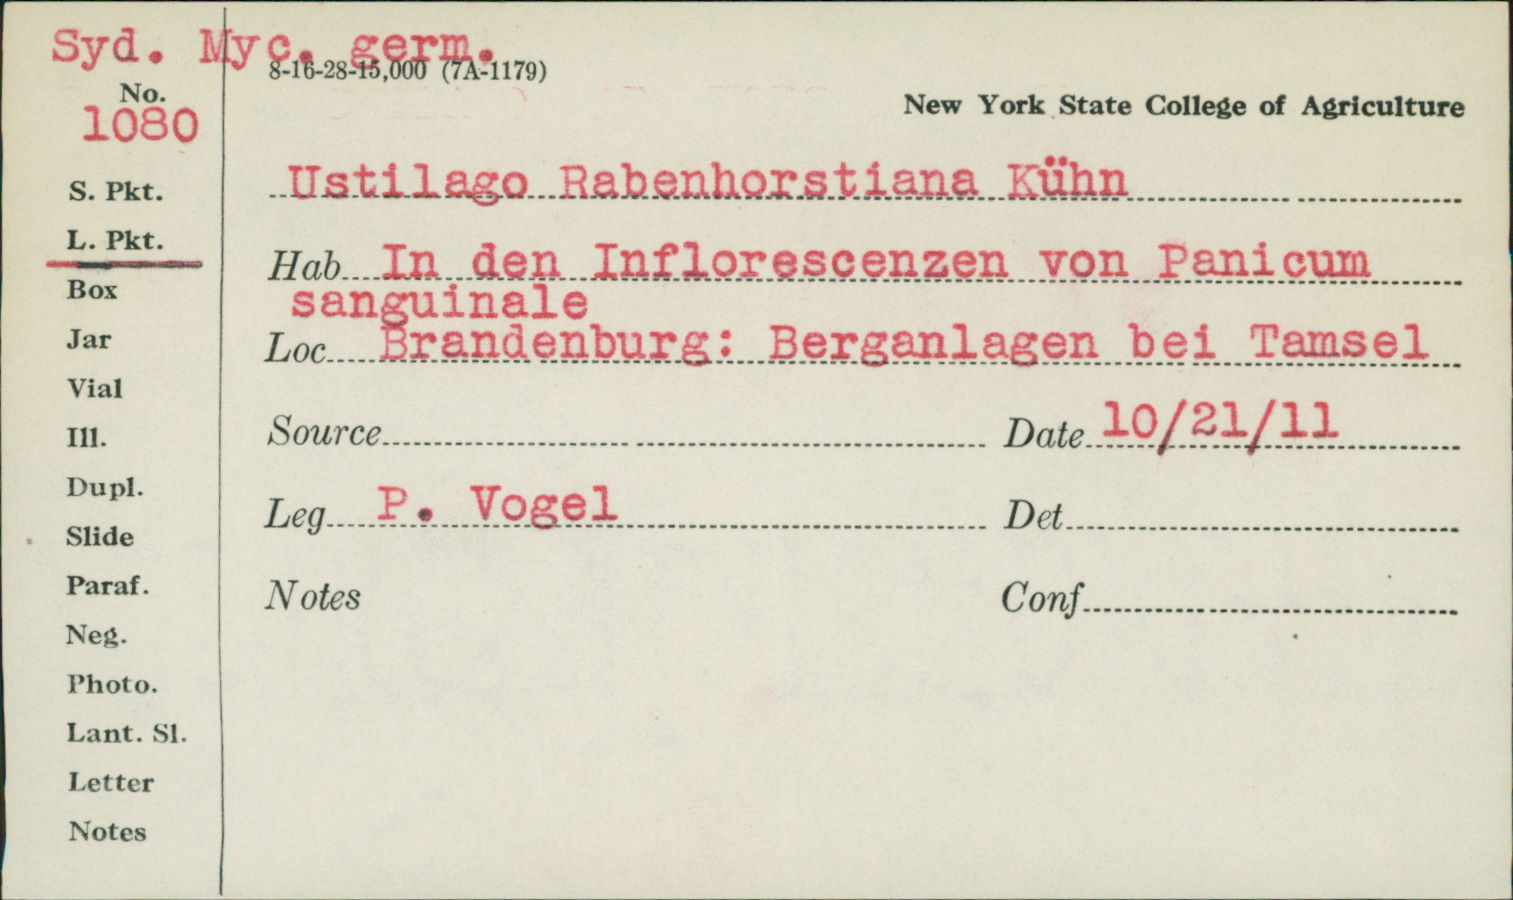 Syd. Myc. germ.
8-16-28-15,000 (7A-1179)
No.
1080
New York State College of Agriculture
S. Pkt.
L. Pkt.
Box
Jar
Vial
Ill.
Dupl.
Slide
Paraf.
Neg.
Photo.
Lant. Sl.
Letter
Notes
Ustilago Rabenhorstiana Kühn
Hab In den Inflorescenzen von Panicum
sanguinale
Loc Brandenburg: Berganlagen bei Tamsel
Source Date 10/21/11
Leg P. Vogel Det
Notes Conf